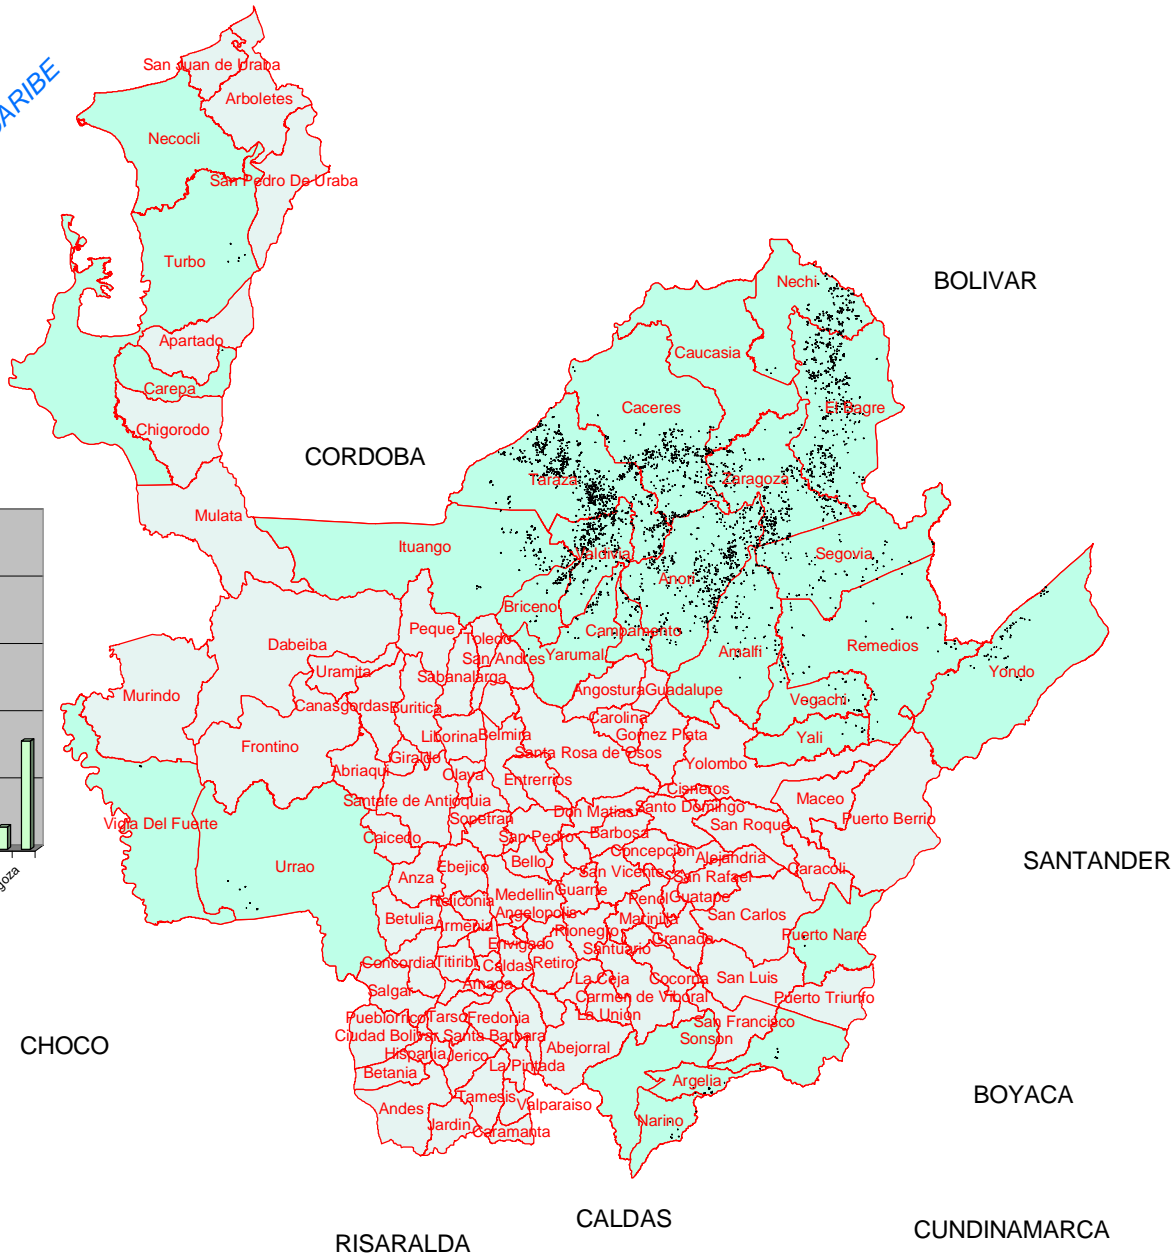 San Juan de Uraba
CARIBE
Arboletes
Necocli
San Pedro De Uraba
Turbo
BOLIVAR
Nechi
Apartado
Caucasia
Carepa
Caceres
El Bagre
Chigorodo
CORDOBA
Taraza
Zaragoza
Mulata
Ituango
Valdivia
Segovia
Anori
Briceno
Peque
Toledo
Campamento
Dabeiba
San Andres
Yarumal
Amalfi
Remedios
Uramita
Sabanalarga
Yondo
Murindo
Angostura
Guadalupe
Vegachi
Canasgordas
Buritica
Carolina
Liborina
Belmira
Gomez Plata
Yali
Frontino
Giraldo
Santa Rosa de Osos
Abriaqui
Olaya
Entrerrios
Yolombo
Cisneros
Santafe de Antioquia
Maceo
Sopetran
Don Matias
Santo Domingo
Puerto Berrio
Vigia Del Fuerte
San Roque
Caicedo
San Pedro
Barbosa
Concepcion
Alejandria
SANTANDER
Urrao
Ebejico
Bello
San Vicente
San Rafael
Caracoli
Anza
goza
Medellin
Guarne
Penol
Guatape
Heliconia
Betulia
Angelopolis
Marinilla
San Carlos
Armenia
Rionegro
Granada
Puerto Nare
Envigado
Santuario
Concordia
Titiribi
Caldas
Retiro
La Ceja
Cocorna
San Luis
Salgar
Amaga
Carmen de Viboral
Puerto Triunfo
Pueblorrico
Tarso
Fredonia
La Union
San Francisco
Ciudad Bolivar
Santa Barbara
Sonson
CHOCO
Hispania
Jerico
Abejorral
La Pintada
Betania
Argelia
BOYACA
Tamesis
Valparaiso
Andes
Jardin
Caramanta
Narino
CALDAS
CUNDINAMARCA
RISARALDA